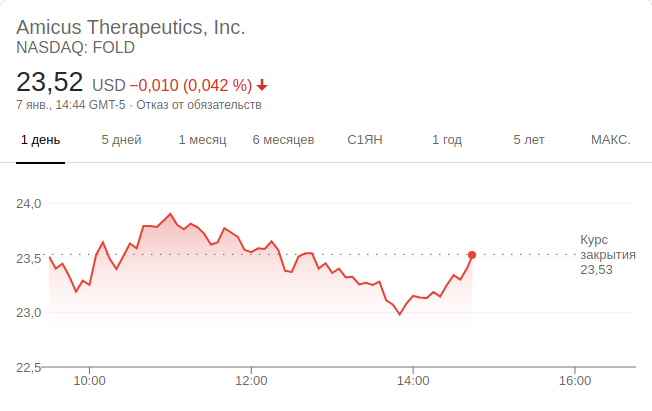 Amicus Therapeutics, Inc.
NASDAQ: FOLD
23,52 USD −0,010 (0,042 %)
7 янв., 14:44 GMT-5 · Отказ от обязательств
1 день 5 дней 1 месяц 6 месяцев С1ЯН 1 год 5 лет МАКС.
24,0
Курс
23,5 закрытия
23,53
23,0
22,5
10:00 12:00 14:00 16:00